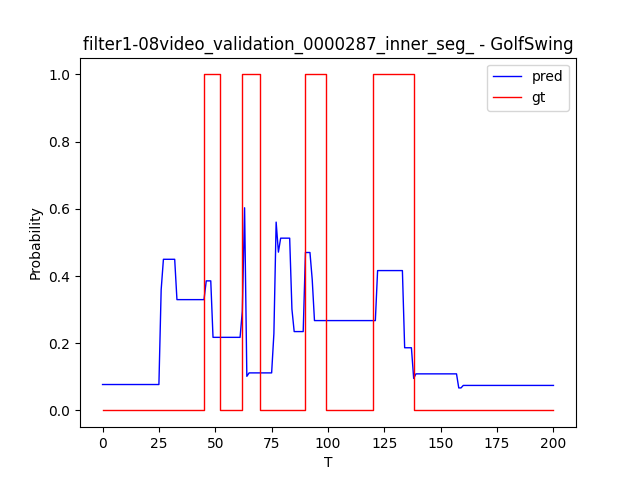 filter1-08video_validation_0000287_inner_seg_ - GolfSwing
pred
gt
Probability
1.0
0.8
0.6
0.4
0.2
0.0
0 25 50 75 100 125 150 175 200
T